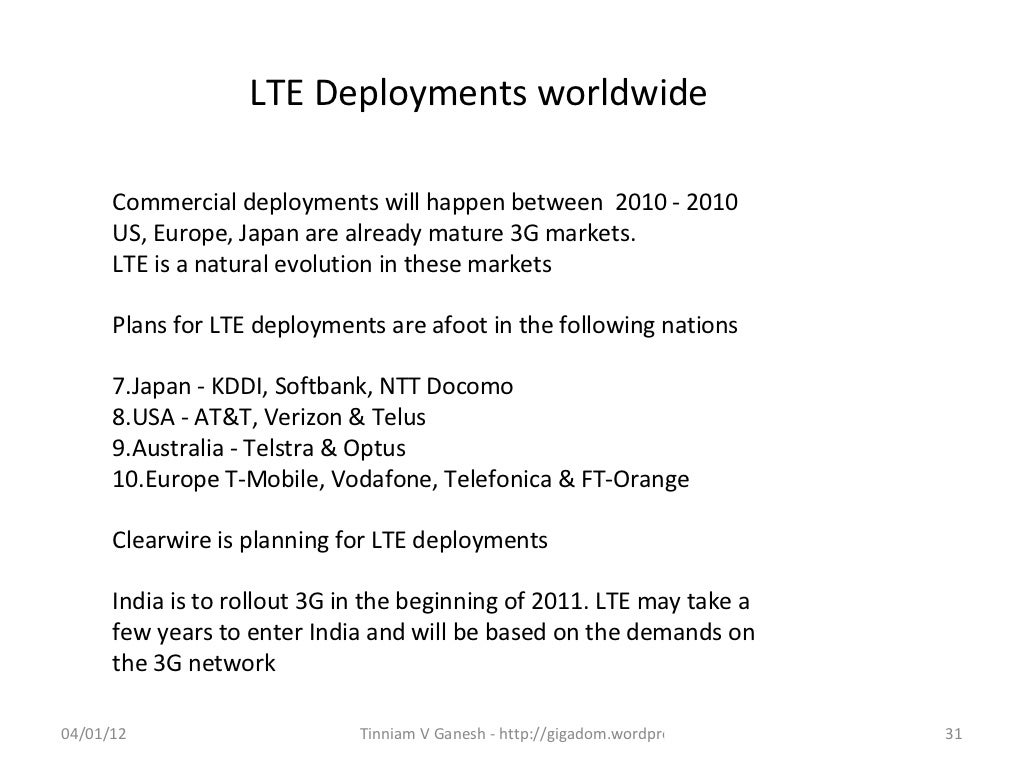 LTE Deployments worldwide
Commercial deployments will happen between  2010 - 2010
US, Europe, Japan are already mature 3G markets.
LTE is a natural evolution in these markets
Plans for LTE deployments are afoot in the following nations
7.Japan - KDDI, Softbank, NTT Docomo
8.USA - AT&T, Verizon & Telus
9.Australia - Telstra & Optus
10.Europe T-Mobile, Vodafone, Telefonica & FT-Orange
Clearwire is planning for LTE deployments
India is to rollout 3G in the beginning of 2011. LTE may take a
few years to enter India and will be based on the demands on
the 3G network
04/01/12 Tinniam V Ganesh - http://gigadom.wordpre 31